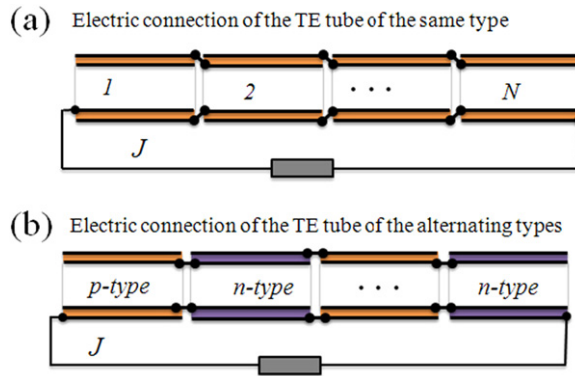 (a) Electric connection of the TE tube of the same type
1 2 · · · N
J
(b) Electric connection of the TE tube of the alternating types
p-type n-type · · · n-type
J